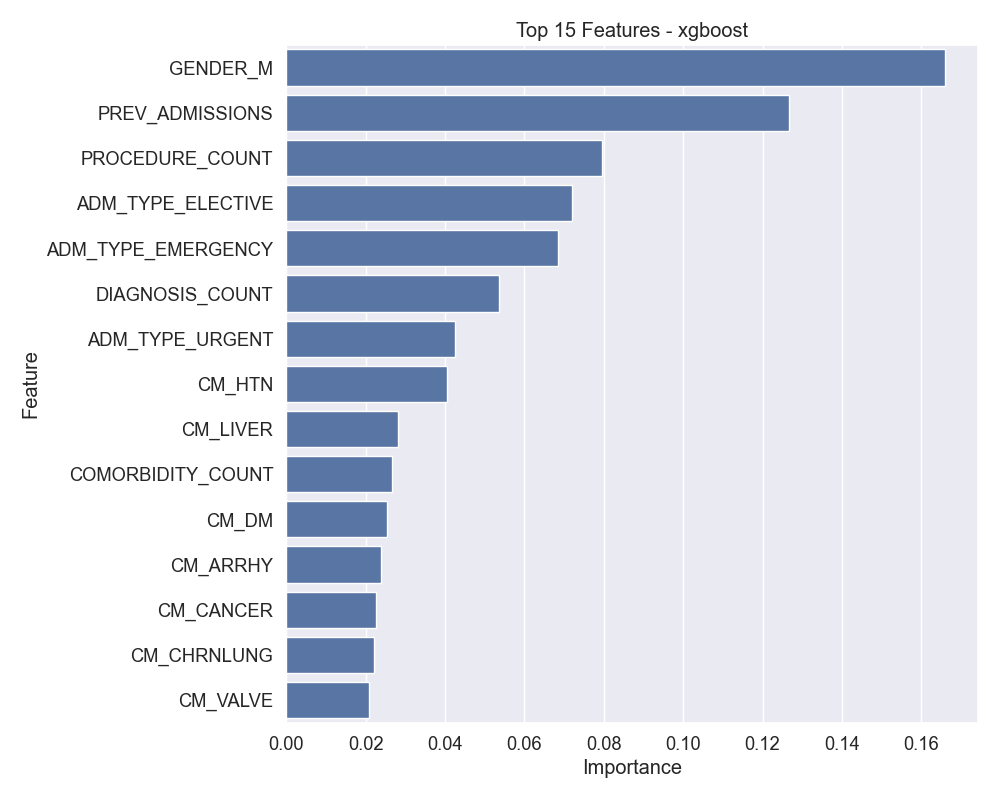 Top 15 Features - xgboost
Feature
GENDER_M
PREV_ADMISSIONS
PROCEDURE_COUNT
ADM_TYPE_ELECTIVE
ADM_TYPE_EMERGENCY
DIAGNOSIS_COUNT
ADM_TYPE_URGENT
CM_HTN
CM_LIVER
COMORBIDITY_COUNT
CM_DM
CM_ARRHY
CM_CANCER
CM_CHRNLUNG
CM_VALVE
0.00 0.02 0.04 0.06 0.08 0.10 0.12 0.14 0.16
Importance